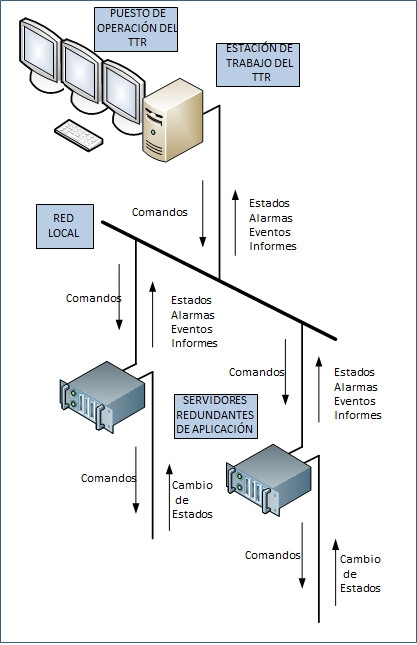 PUESTO DE
OPERACIÓN DEL
TTR
ESTACIÓN DE
TRABAJO DEL
TTR
Comandos
Estados
Alarmas
Eventos
Informes
RED
LOCAL
Comandos
Estados
Alarmas
Eventos
Informes
Comandos
Estados
Alarmas
Eventos
Informes
SERVIDORES
REDUNDANTES
DE APLICACIÓN
Comandos
Cambio
de
Estados
Comandos
Cambio
de
Estados